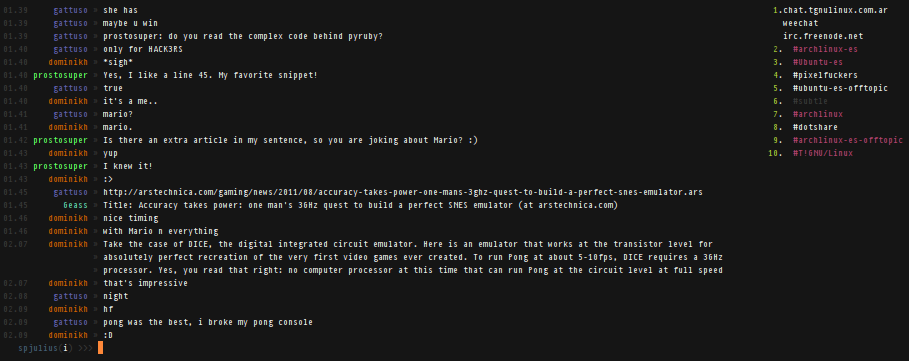 01.39 gattuso » she has
01.39 gattuso » maybe u win
01.39 gattuso » prostosuper: do you read the complex code behind pyruby?
01.40 gattuso » only for HACK3RS
01.40 dominikh » *sigh*
01.40 prostosuper » Yes, I like a line 45. My favorite snippet!
01.40 gattuso » true
01.40 dominikh » it's a me..
01.41 gattuso » mario?
01.41 dominikh » mario.
01.42 prostosuper » Is there an extra article in my sentence, so you are joking about Mario? :)
01.43 dominikh » yup
01.43 prostosuper » I knew it!
01.43 dominikh » :>
01.45 gattuso » http://arstechnica.com/gaming/news/2011/08/accuracy-takes-power-one-mans-3ghz-quest-to-build-a-perfect-snes-emulator.ars
01.45 Geass » Title: Accuracy takes power: one man's 3GHz quest to build a perfect SNES emulator (at arstechnica.com)
01.46 dominikh » nice timing
01.46 dominikh » with Mario n everything
02.07 dominikh » Take the case of DICE, the digital integrated circuit emulator. Here is an emulator that works at the transistor level for
» absolutely perfect recreation of the very first video games ever created. To run Pong at about 5-10fps, DICE requires a 3GHz
» processor. Yes, you read that right: no computer processor at this time that can run Pong at the circuit level at full speed
02.07 dominikh » that's impressive
02.08 gattuso » night
02.09 dominikh » hf
02.09 gattuso » pong was the best, i broke my pong console
02.09 dominikh » :D
spjulius(i) >>>
1.chat.tgnulinux.com.ar
weechat
irc.freenode.net
2. #archlinux-es
3. #Ubuntu-es
4. #pixelfuckers
5. #ubuntu-es-offtopic
6. #subtle
7. #archlinux
8. #dotshare
9. #archlinux-es-offtopic
10. #T!GNU/Linux